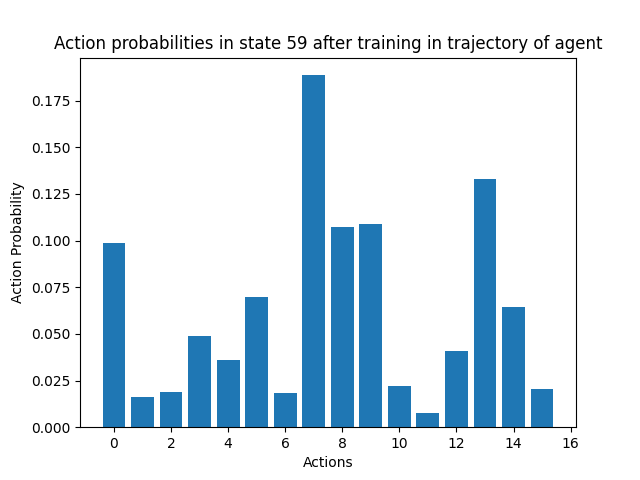 Action probabilities in state 59 after training in trajectory of agent
0.175
0.150
0.125
0.100
0.075
0.050
0.025
0.000
Action Probability
0 2 4 6 8 10 12 14 16
Actions